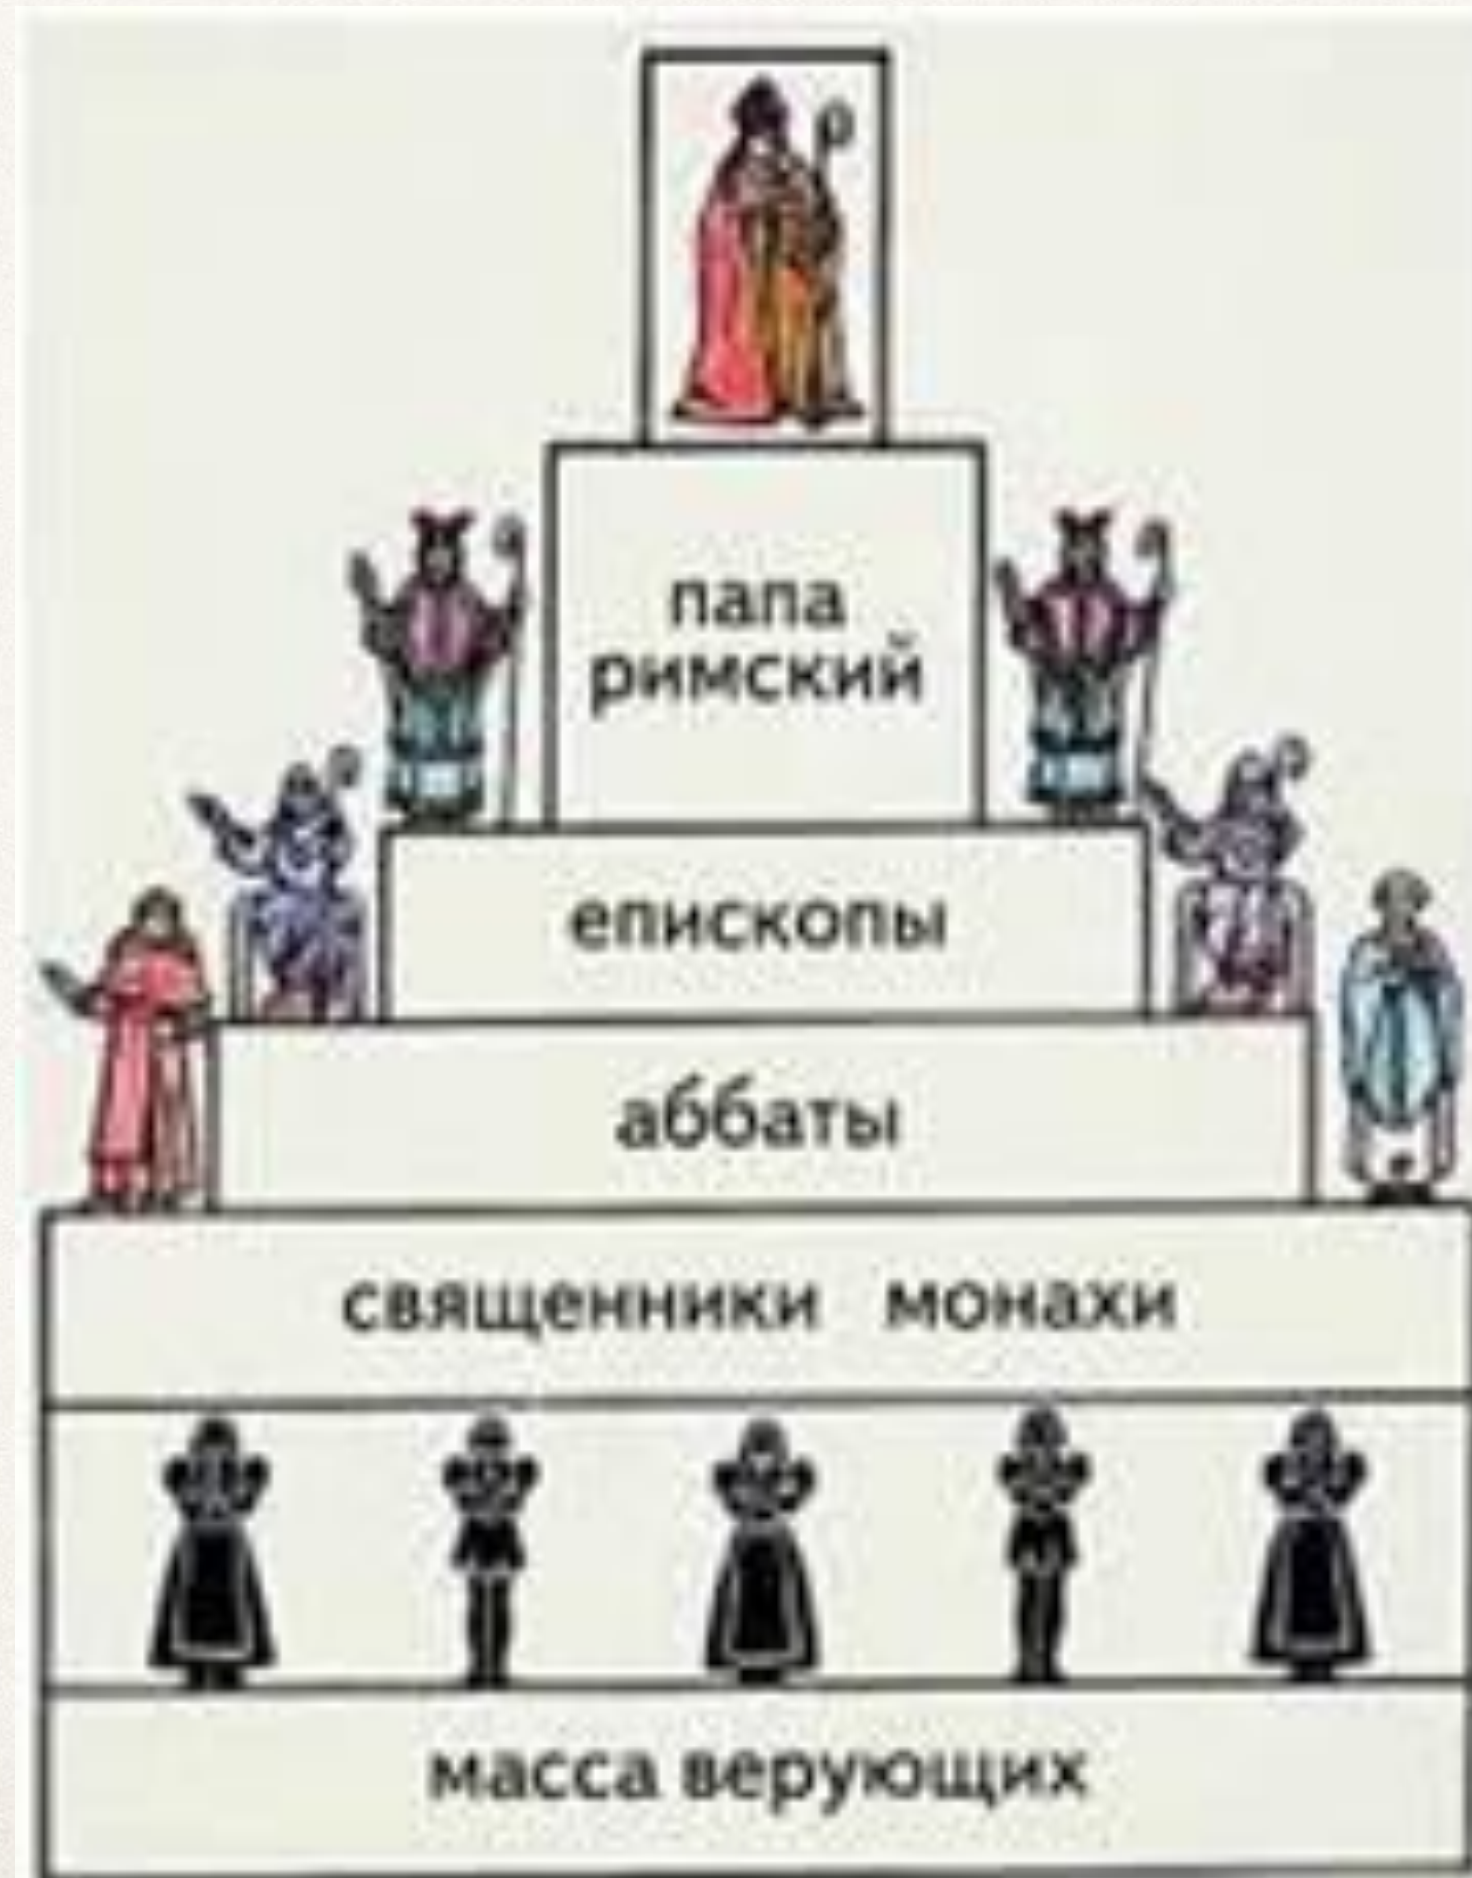 папа
римский
епископы
аббаты
священники монахи
масса верующих